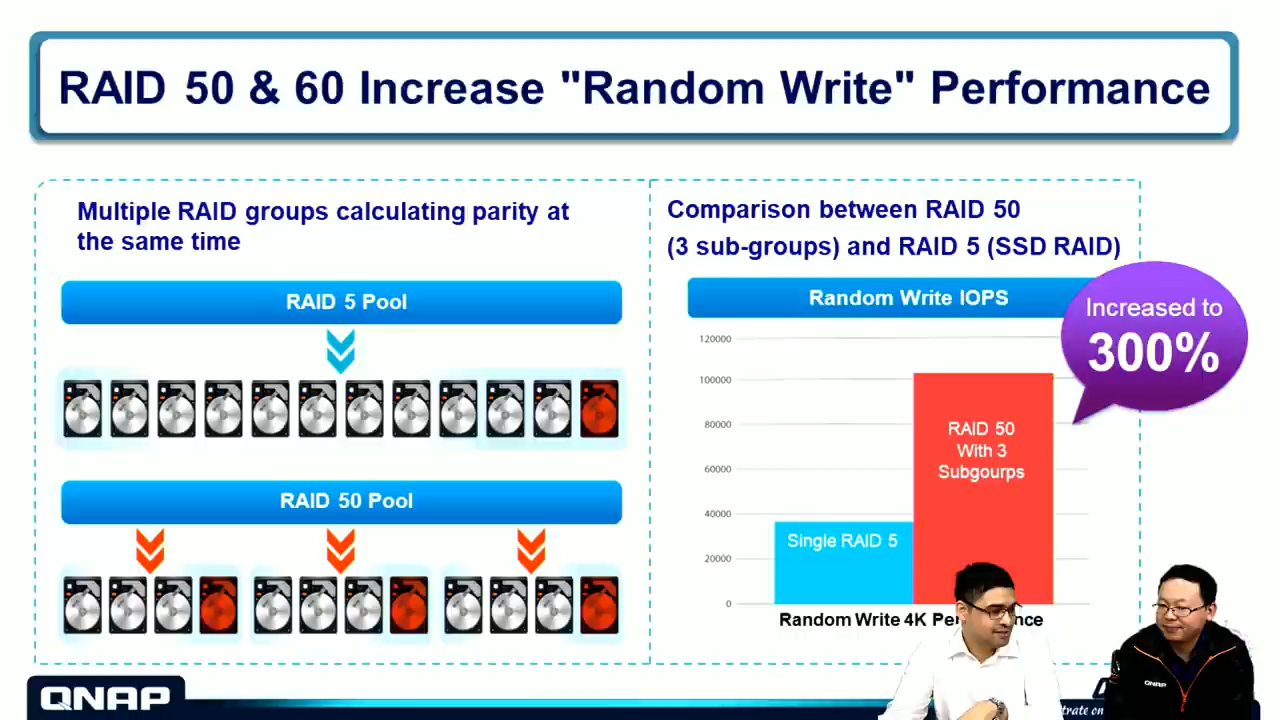 RAID 50 & 60 Increase "Random Write" Performance
Multiple RAID groups calculating parity at
the same time
RAID 5 Pool
RAID 50 Pool
Comparison between RAID 50
(3 sub-groups) and RAID 5 (SSD RAID)
Random Write IOPS
Increased to
300%
120000
100000
80000
60000
40000
20000
0
Single RAID 5
RAID 50
With 3
Subgourps
Random Write 4K
QNAP
QNAP